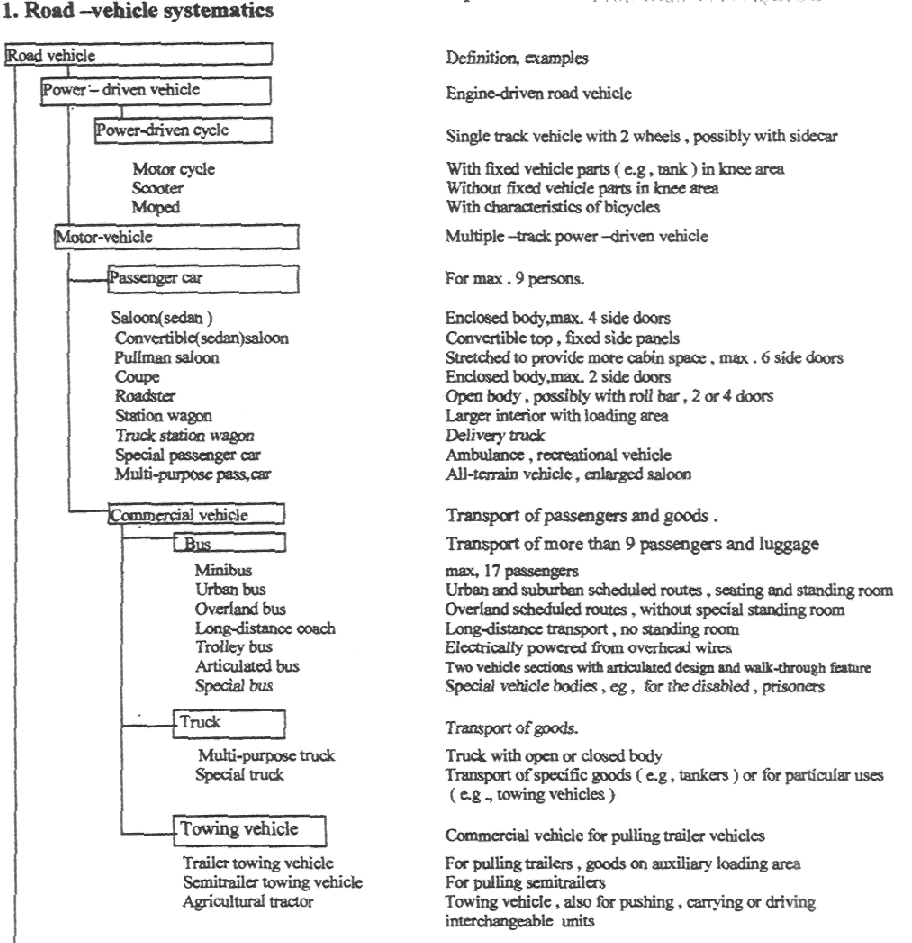 1. Road –vehicle systematics
Road vehicle Definition, examples
Power – driven vehicle Engine-driven road vehicle
Power-driven cycle Single track vehicle with 2 wheels , possibly with sidecar
Motor cycle With fixed vehicle parts ( e.g , tank ) in knee area
Scooter Without fixed vehicle parts in knee area
Moped With characteristics of bicycles
Motor-vehicle Multiple –track power –driven vehicle
Passenger car For max . 9 persons.
Saloon(sedan ) Enclosed body,max. 4 side doors
Convertible(sedan)saloon Convertible top , fixed side panels
Pullman saloon Stretched to provide more cabin space , max . 6 side doors
Coupe Enclosed body,max. 2 side doors
Roadster Open body , possibly with roll bar , 2 or 4 doors
Station wagon Larger interior with loading area
Truck station wagon Delivery truck
Special passenger car Ambulance , recreational vehicle
Multi-purpose pass,car All-terrain vehicle , enlarged saloon
Commercial vehicle Transport of passengers and goods .
Bus Transport of more than 9 passengers and luggage
Minibus max, 17 passengers
Urban bus Urban and suburban scheduled routes , seating and standing room
Overland bus Overland scheduled routes , without special standing room
Long-distance coach Long-distance transport , no standing room
Trolley bus Electrically powered from overhead wires
Articulated bus Two vehicle sections with articulated design and walk-through feature
Special bus Special vehicle bodies , eg , for the disabled , prisoners
Truck Transport of goods.
Multi-purpose truck Truck with open or closed body
Special truck Transport of specific goods ( e.g , tankers ) or for particular uses
( e.g ., towing vehicles )
Towing vehicle Commercial vehicle for pulling trailer vehicles
Trailer towing vehicle For pulling trailers , goods on auxiliary loading area
Semitrailer towing vehicle For pulling semitrailers
Agricultural tractor Towing vehicle , also for pushing , carrying or driving
interchangeable units